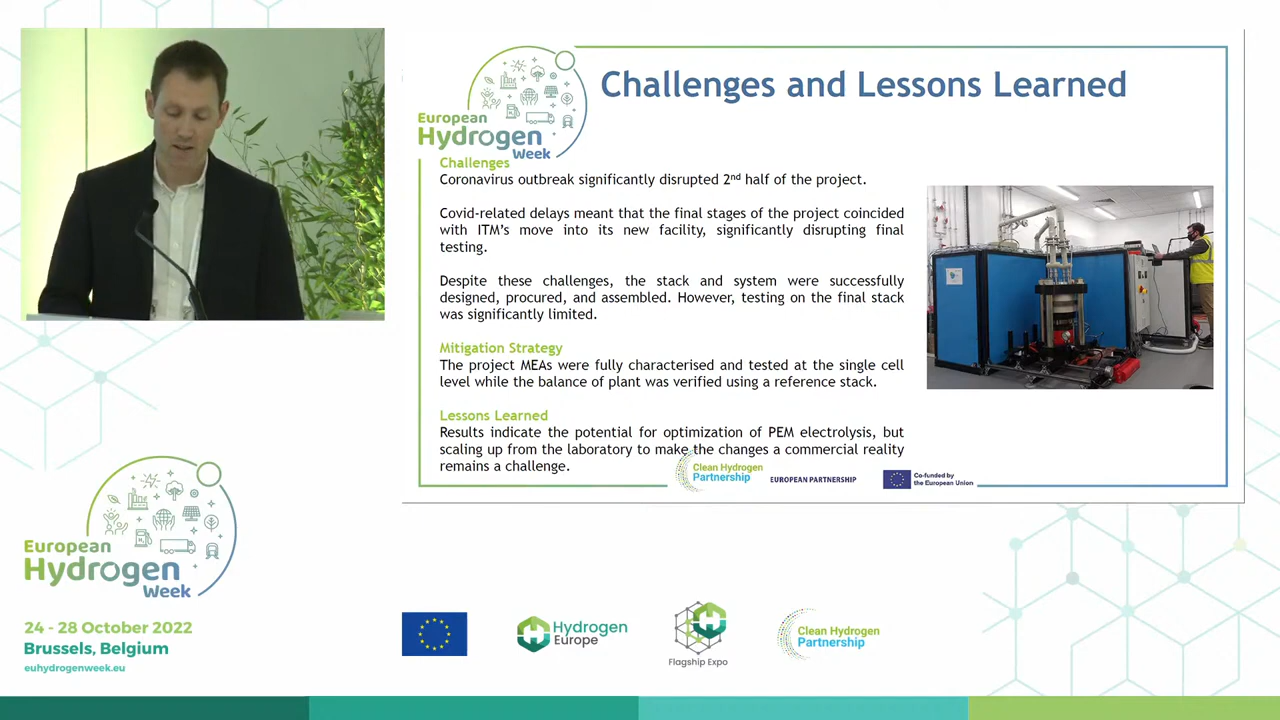 European
Hydrogen
Week
Challenges and Lessons Learned
Challenges
Coronavirus outbreak significantly disrupted 2nd half of the project.
Covid-related delays meant that the final stages of the project coincided
with ITM's move into its new facility, significantly disrupting final
testing.
Despite these challenges, the stack and system were successfully
designed, procured, and assembled. However, testing on the final stack
was significantly limited.
Mitigation Strategy
The project MEAs were fully characterised and tested at the single cell
level while the balance of plant was verified using a reference stack.
Lessons Learned
Results indicate the potential for optimization of PEM electrolysis, but
scaling up from the laboratory to make the changes a commercial reality
remains a challenge.
Clean Hydrogen
Partnership
EUROPEAN PARTNERSHIP
Co-funded by
the European Union
European
Hydrogen
Week
24 - 28 October 2022
Brussels, Belgium
euhydrogenweek.eu
Hydrogen
Europe
Flagship Expo
Clean Hydrogen
Partnership